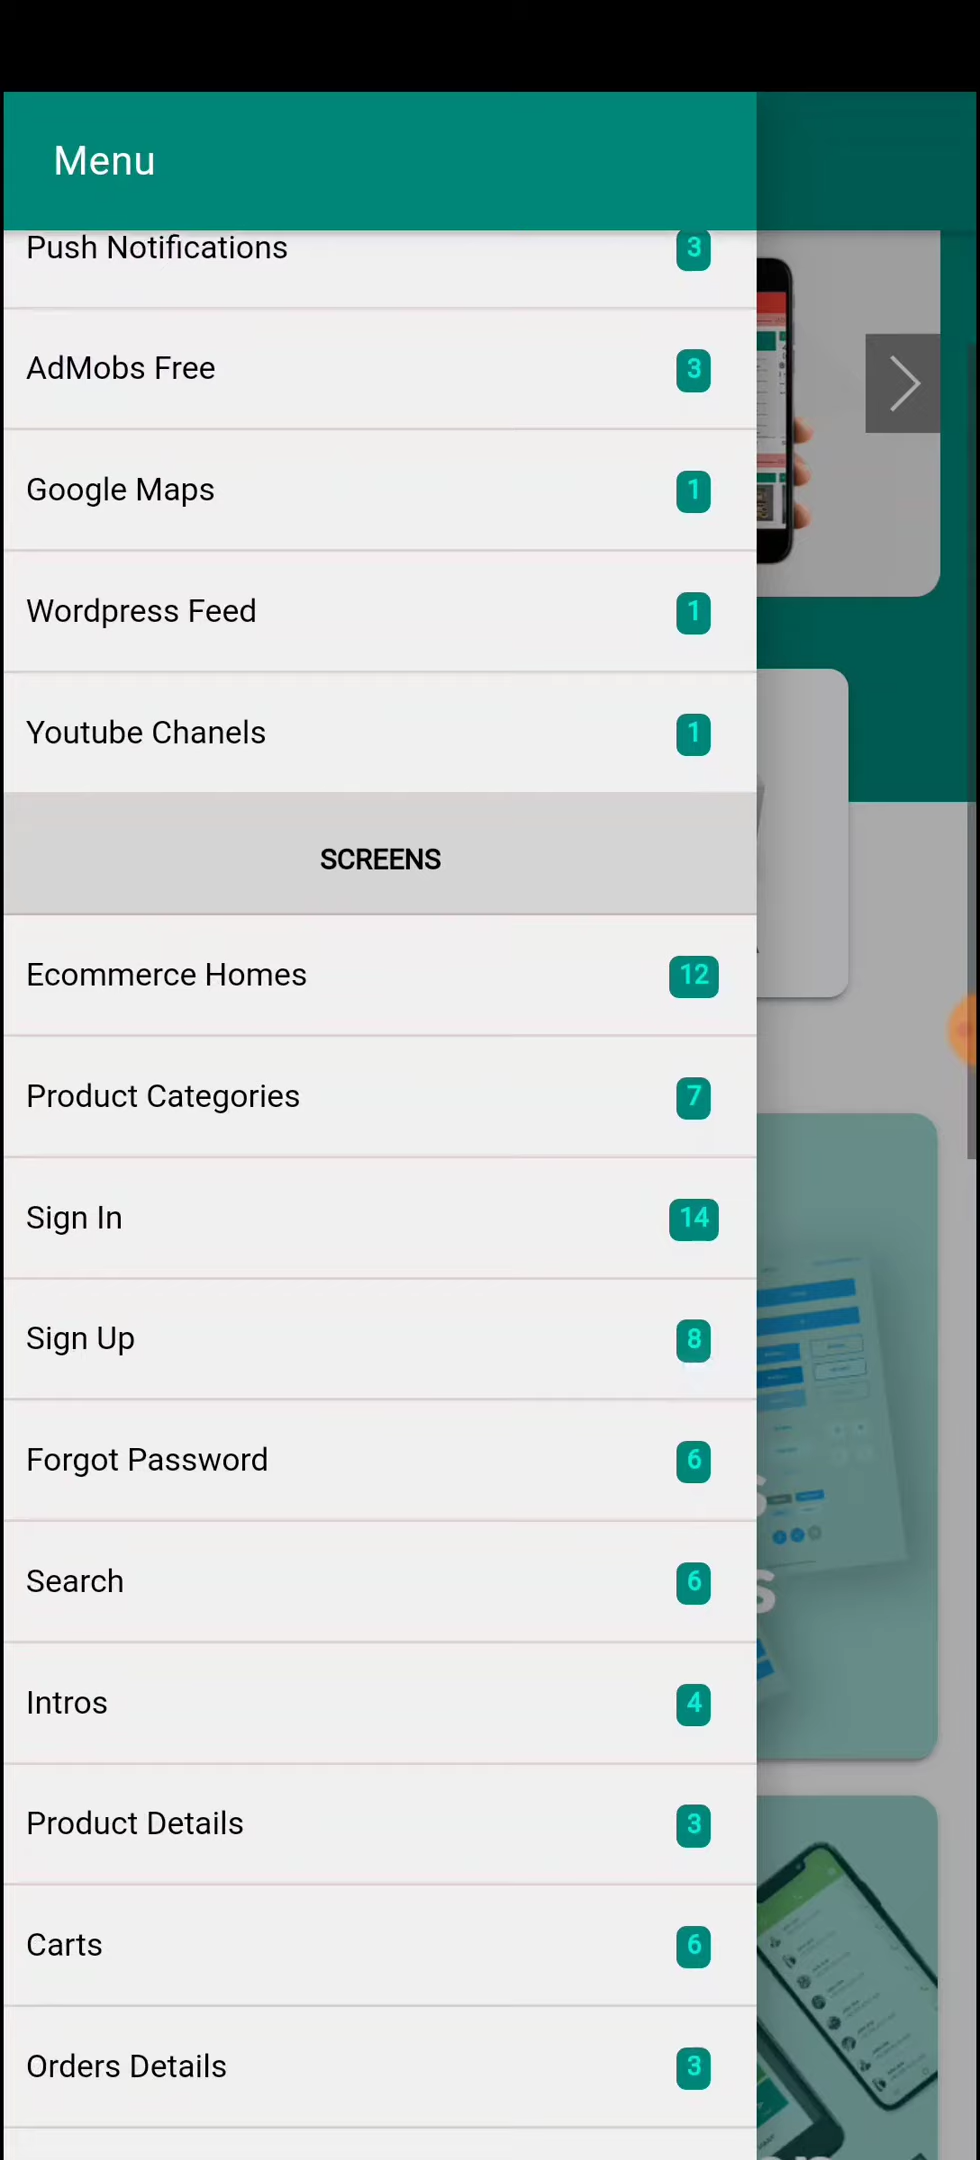 Menu
Push Notifications 3
AdMobs Free 3
Google Maps 1
Wordpress Feed 1
Youtube Chanels 1
SCREENS
Ecommerce Homes 12
Product Categories 7
Sign In 14
Sign Up 8
Forgot Password 6
Search 6
Intros 4
Product Details 3
Carts 6
Orders Details 3